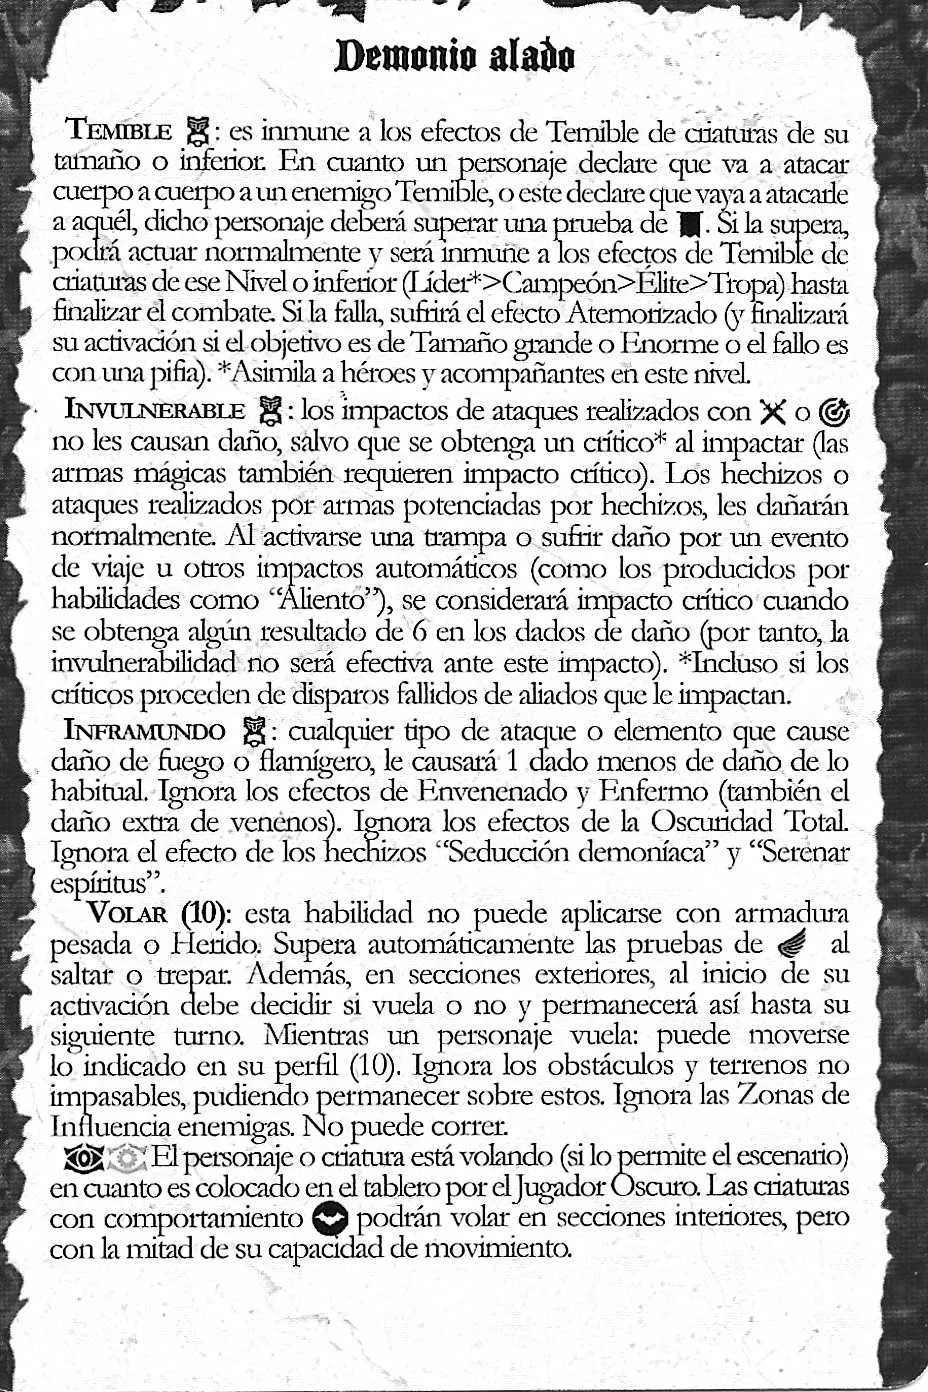 Demonio alado
TEMIBLE : es inmune a los efectos de Temible de criaturas de su
tamaño o inferior. En cuanto un personaje declare que va a atacar
cuerpo a cuerpo a un enemigo Temible, o este declare que vaya a atacarle
a aquél, dicho personaje deberá superar una prueba de . Si la supera,
podrá actuar normalmente y será inmune a los efectos de Temible de
criaturas de ese Nivel o inferior (Líder*>Campeón>Élite>Tropa) hasta
finalizar el combate. Si la falla, sufrirá el efecto Atemorizado (y finalizará
su activación si el objetivo es de Tamaño grande o Enorme o el fallo es
con una pifia). *Asimila a héroes y acompañantes en este nivel.
INVULNERABLE : los impactos de ataques realizados con o
no les causan daño, salvo que se obtenga un crítico* al impactar (las
armas mágicas también requieren impacto crítico). Los hechizos o
ataques realizados por armas potenciadas por hechizos, les dañarán
normalmente. Al activarse una trampa o sufrir daño por un evento
de viaje u otros impactos automáticos (como los producidos por
habilidades como “Aliento”), se considerará impacto crítico cuando
se obtenga algún resultado de 6 en los dados de daño (por tanto, la
invulnerabilidad no será efectiva ante este impacto). *Incluso si los
críticos proceden de disparos fallidos de aliados que le impactan.
INFRAMUNDO : cualquier tipo de ataque o elemento que cause
daño de fuego o flamígero, le causará 1 dado menos de daño de lo
habitual. Ignora los efectos de Envenenado y Enfermo (también el
daño extra de venenos). Ignora los efectos de la Oscuridad Total.
Ignora el efecto de los hechizos “Seducción demoníaca” y “Serenar
espíritus”.
VOLAR (10): esta habilidad no puede aplicarse con armadura
pesada o Herido. Supera automáticamente las pruebas de al
saltar o trepar. Además, en secciones exteriores, al inicio de su
activación debe decidir si vuela o no y permanecerá así hasta su
siguiente turno. Mientras un personaje vuela: puede moverse
lo indicado en su perfil (10). Ignora los obstáculos y terrenos no
impasables, pudiendo permanecer sobre estos. Ignora las Zonas de
Influencia enemigas. No puede correr.
El personaje o criatura está volando (si lo permite el escenario)
en cuanto es colocado en el tablero por el Jugador Oscuro. Las criaturas
con comportamiento podrán volar en secciones interiores, pero
con la mitad de su capacidad de movimiento.